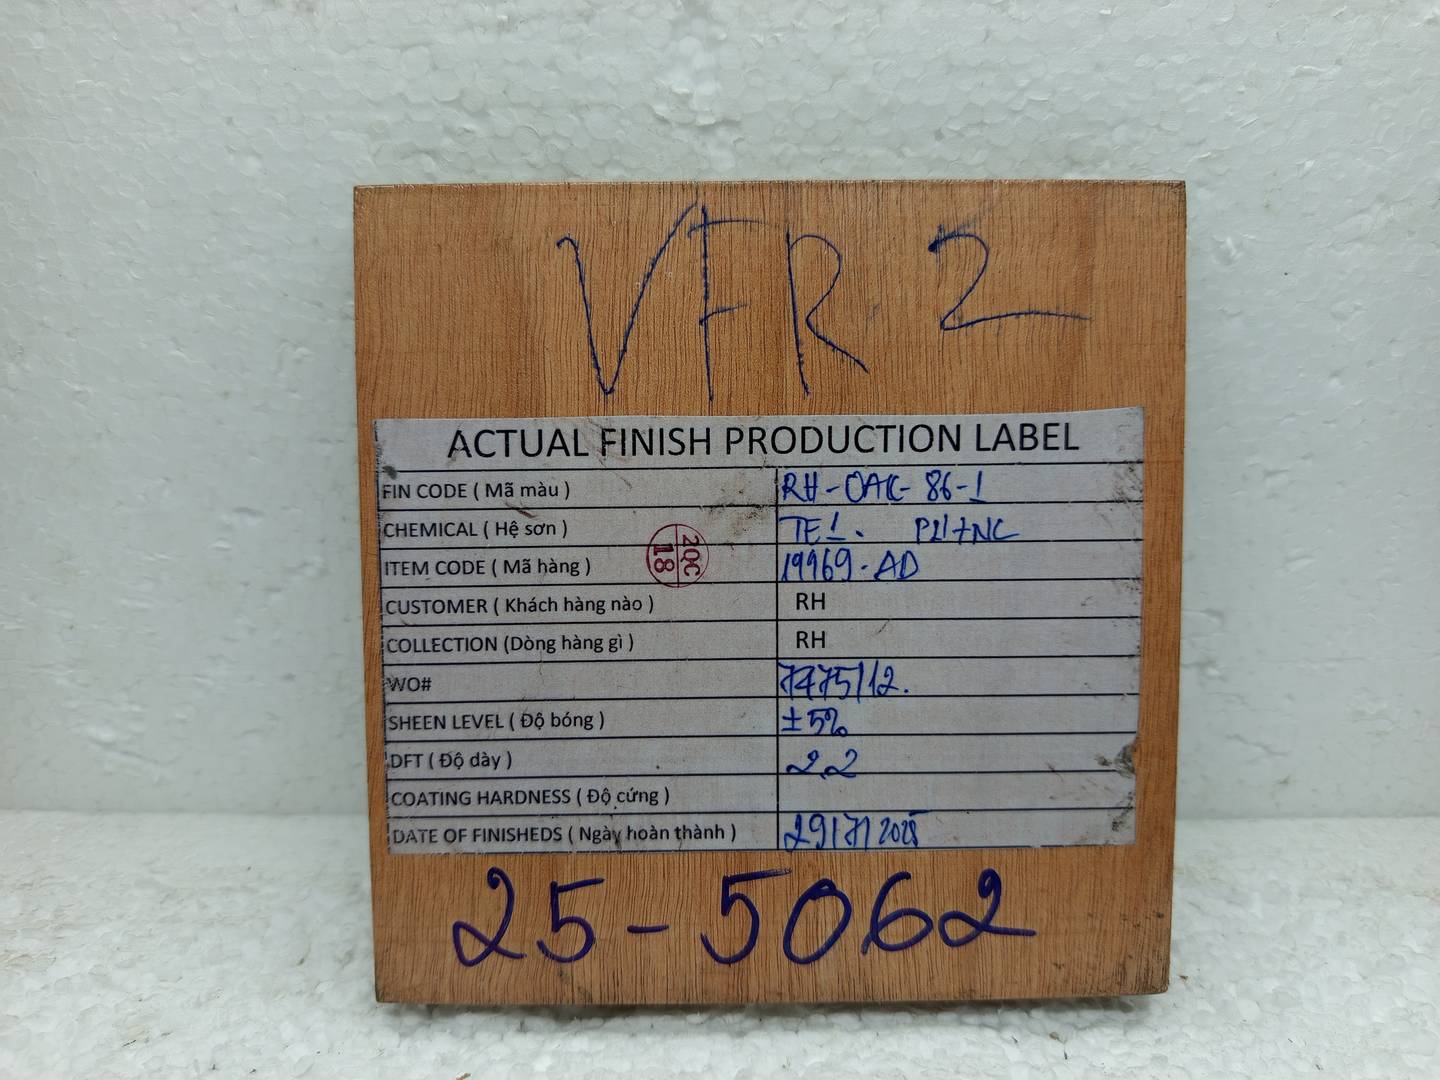 VFR 2
ACTUAL FINISH PRODUCTION LABEL
FIN CODE ( Mã màu ) RH-OAK-86-1
CHEMICAL ( Hệ sơn ) TE1. PU+NC
ITEM CODE ( Mã hàng ) 19969-AD
2QC
18
CUSTOMER ( Khách hàng nào ) RH
COLLECTION (Dòng hàng gì ) RH
WO# 7475/12.
SHEEN LEVEL ( Độ bóng ) ±5%
DFT ( Độ dày ) 2.2
COATING HARDNESS ( Độ cứng )
DATE OF FINISHEDS ( Ngày hoàn thành ) 29/7/2025
25-5062